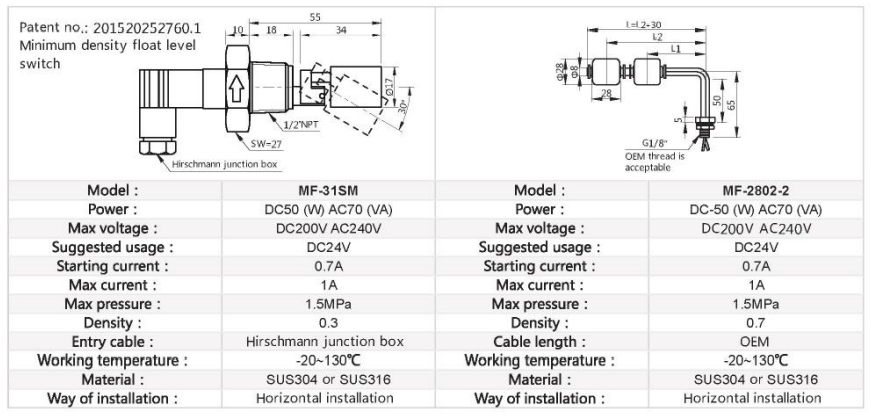 Patent no.: 201520252760.1
Minimum density float level
switch
55
10
18
34
Ø17
30°
1/2"NPT
SW=27
Hirschmann junction box
L=L2+30
L2
L1
Φ28
Φ8
28
5
50
65
G1/8"
OEM thread is
acceptable
Model : MF-31SM
Power : DC50 (W) AC70 (VA)
Max voltage : DC200V AC240V
Suggested usage : DC24V
Starting current : 0.7A
Max current : 1A
Max pressure : 1.5MPa
Density : 0.3
Entry cable : Hirschmann junction box
Working temperature : -20~130℃
Material : SUS304 or SUS316
Way of installation : Horizontal installation
Model : MF-2802-2
Power : DC-50 (W) AC70 (VA)
Max voltage : DC200V AC240V
Suggested usage : DC24V
Starting current : 0.7A
Max current : 1A
Max pressure : 1.5MPa
Density : 0.7
Cable length : OEM
Working temperature : -20~130℃
Material : SUS304 or SUS316
Way of installation : Horizontal installation